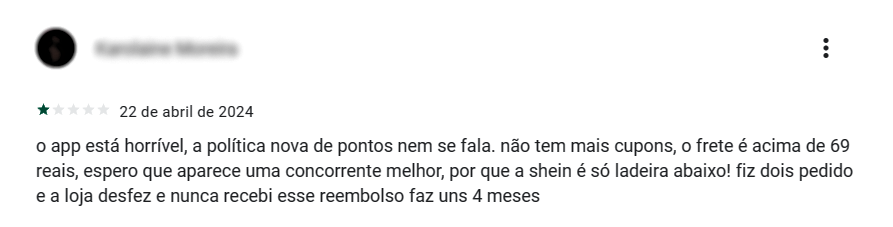 22 de abril de 2024
o app está horrível, a política nova de pontos nem se fala. não tem mais cupons, o frete é acima de 69
reais, espero que aparece uma concorrente melhor, por que a shein é só ladeira abaixo! fiz dois pedido
e a loja desfez e nunca recebi esse reembolso faz uns 4 meses